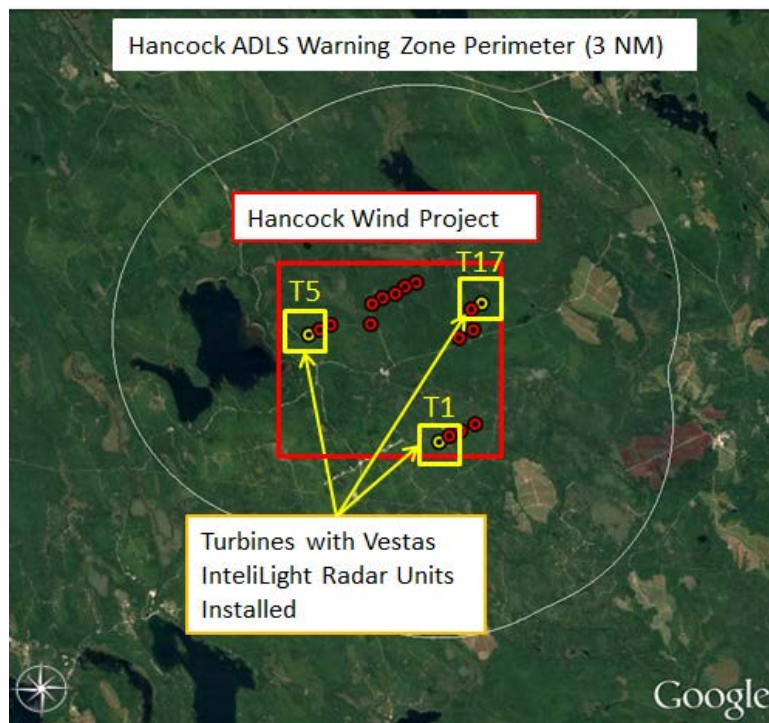 Hancock ADLS Warning Zone Perimeter (3 NM)
Hancock Wind Project
T17
T5
T1
Turbines with Vestas
InteliLight Radar Units
Installed
Google